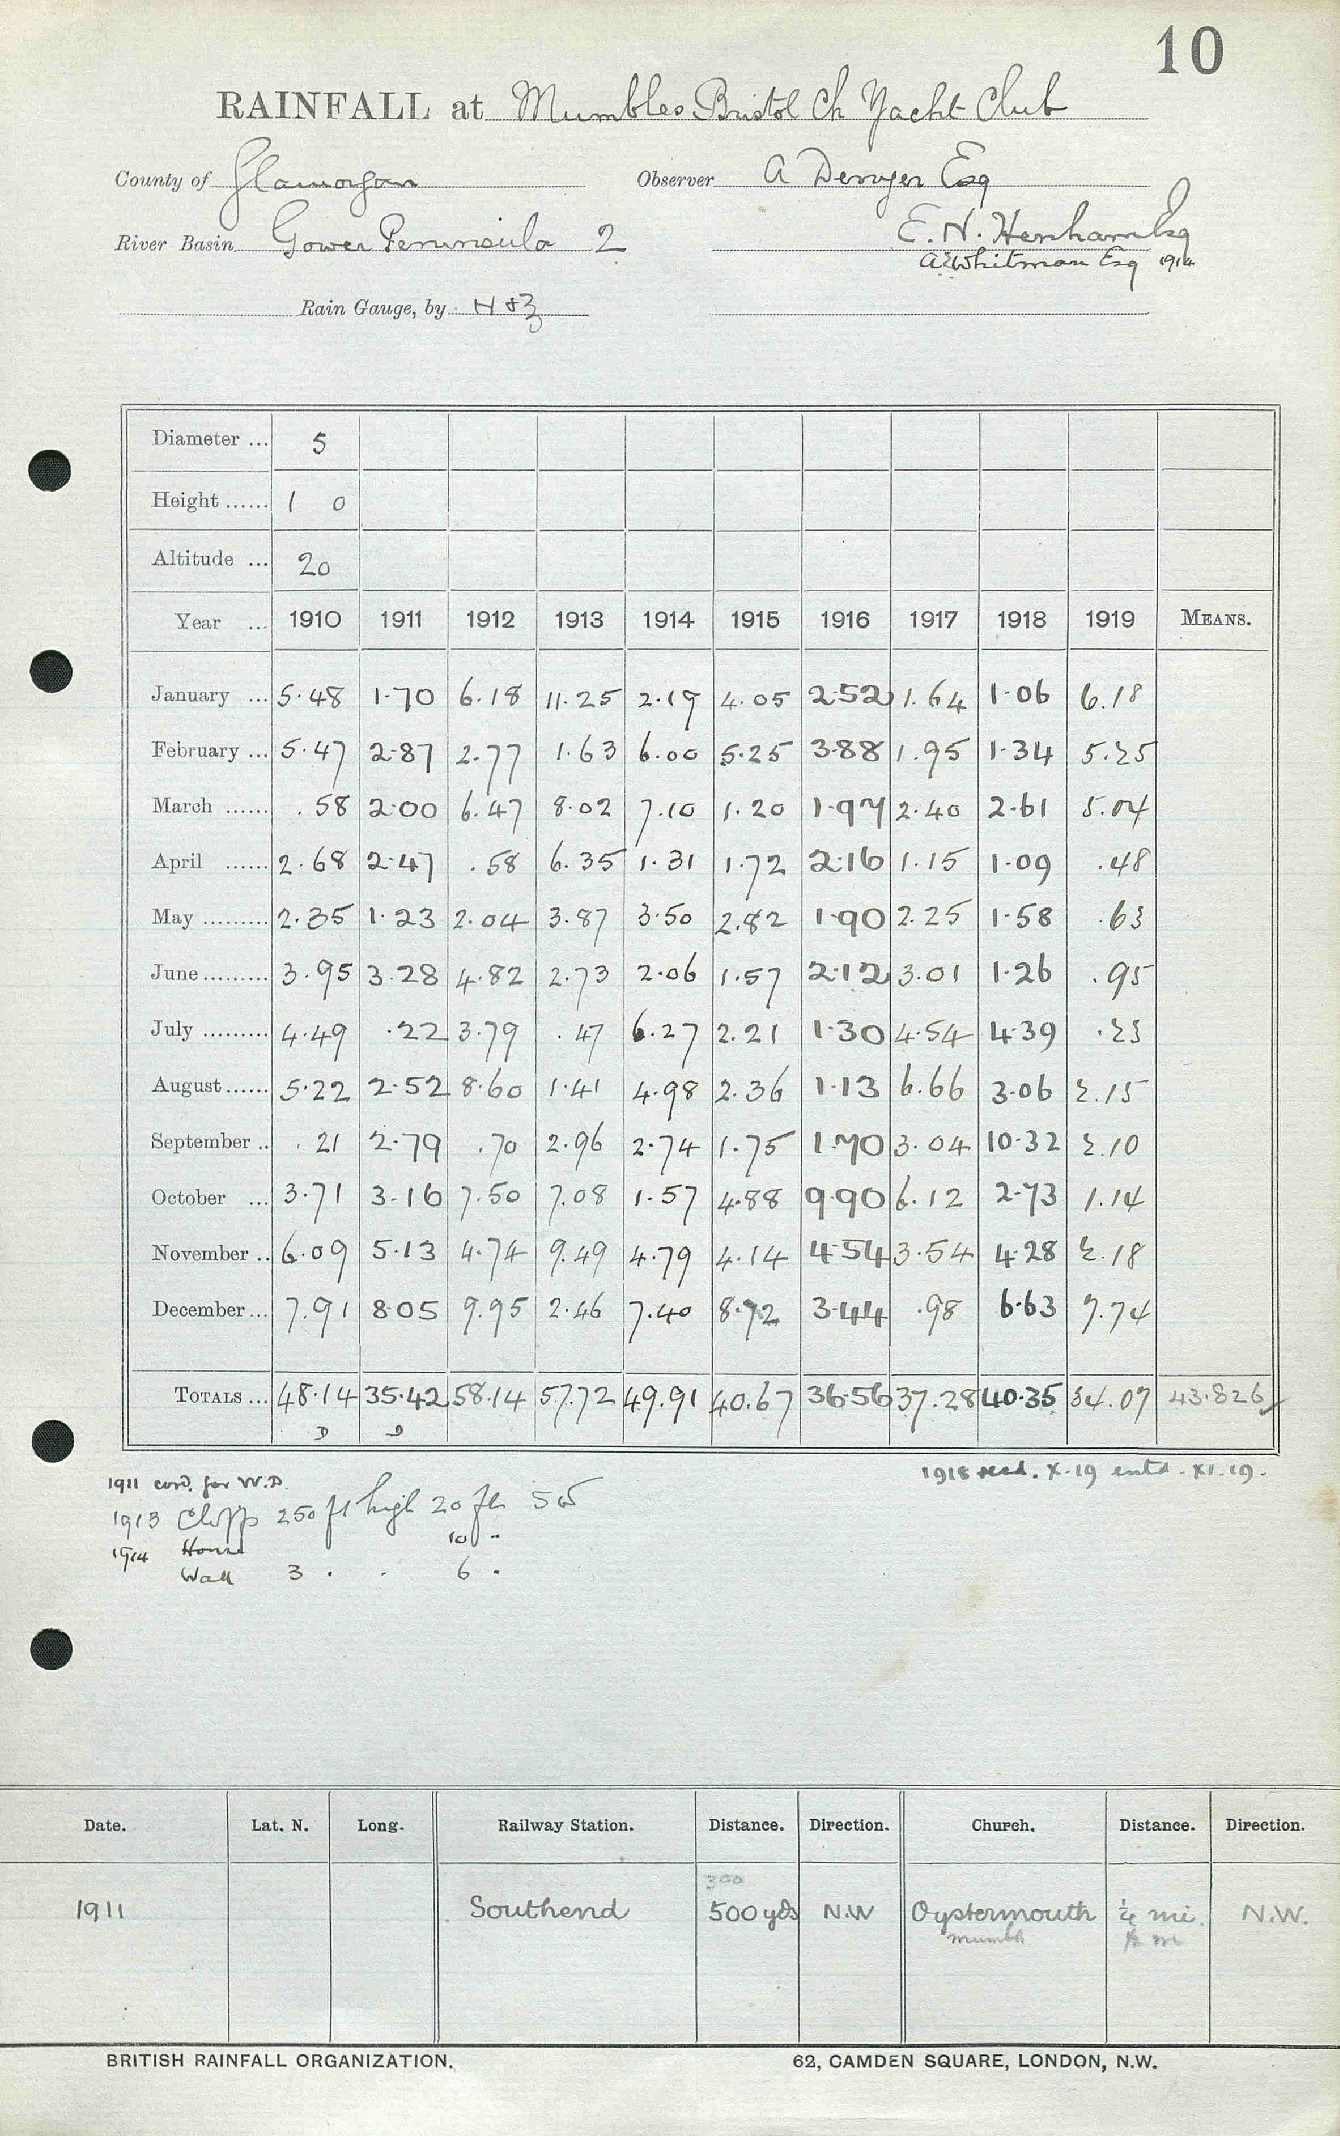 10
RAINFALL at Mumbles Bristol Ch Yacht Club
County of Glamorgan Observer A Esq
River Basin Gower Peninsula 2 E. N. Henham Esq
A E Whitman Esq 1914
Rain Gauge, by N & Z
Diameter ... 5
Height ...... 1 0
Altitude ... 20
Year ... 1910 1911 1912 1913 1914 1915 1916 1917 1918 1919 MEANS.
January ... 5.48 1.70 6.18 11.25 2.19 4.05 2.52 1.64 1.06 6.18
February ... 5.47 2.87 2.77 1.63 6.00 5.25 3.88 1.95 1.34 5.25
March ...... .58 2.00 6.47 8.02 7.10 1.20 1.97 2.40 2.61 5.04
April ...... 2.68 2.47 .58 6.35 1.31 1.72 2.16 1.15 1.09 .48
May ......... 2.35 1.23 2.04 3.87 3.50 2.82 1.90 2.25 1.58 .63
June ......... 3.95 3.28 4.82 2.73 2.06 1.57 2.12 3.01 1.26 .95
July ......... 4.49 .22 3.79 .47 6.27 2.21 1.30 4.54 4.39 .23
August ...... 5.22 2.52 8.60 1.41 4.98 2.36 1.13 6.66 3.06 2.15
September .. .21 2.79 .70 2.96 2.74 1.75 1.70 3.04 10.32 2.10
October ... 3.71 3.16 7.50 7.08 1.57 4.88 9.90 6.12 2.73 1.14
November .. 6.09 5.13 4.74 9.49 4.79 4.14 4.54 3.54 4.28 2.18
December ... 7.91 8.05 9.95 2.46 7.40 8.72 3.44 .98 6.63 7.74
TOTALS ... 48.14 35.42 58.14 57.72 49.91 40.67 36.56 37.28 40.35 34.07 43.826
1918 recd. X.19 entd. XI.19.
1911 cord. for W.D.
1913 Cliffs 250 ft high 20 ft SW
1914 House 10 "
Wall 3 . . 6 "
Date. Lat. N. Long. Railway Station. Distance. Direction. Church. Distance. Direction.
300
1911 Southend 500 yds N.W Oystermouth ¼ mi. N.W.
½ m
BRITISH RAINFALL ORGANIZATION. 62, CAMDEN SQUARE, LONDON, N.W.